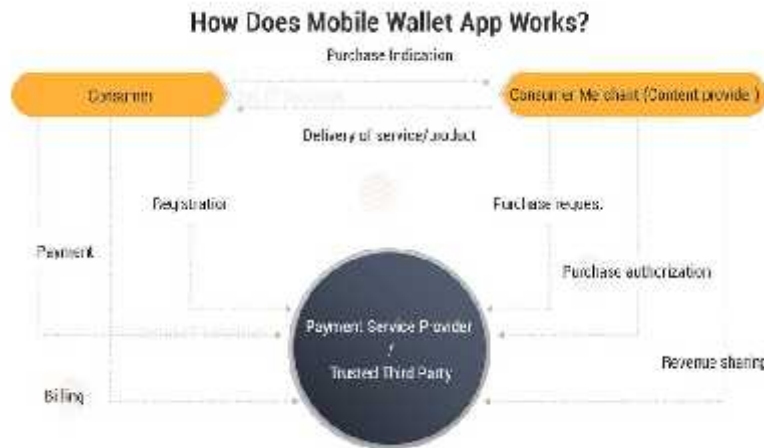 How Does Mobile Wallet App Works?
Purchase Indication
Consumer
Consumer Merchant (Content provider)
Delivery of service/product
Registration
Purchase request
Payment
Purchase authorization
Payment Service Provider
/
Trusted Third Party
Revenue sharing
Billing